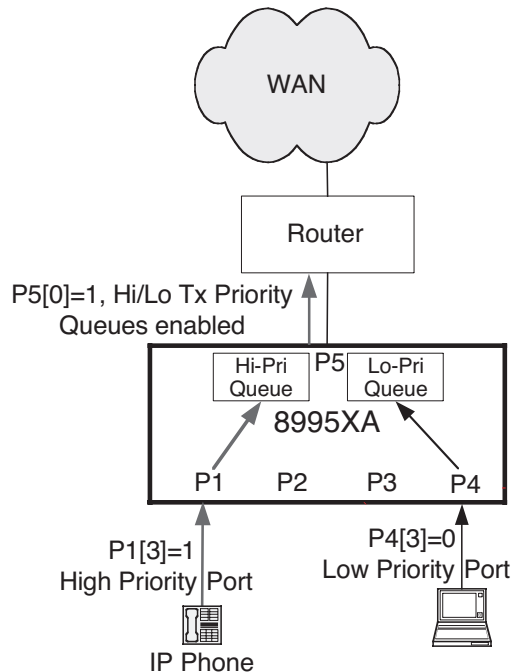 WAN
Router
P5[0]=1, Hi/Lo Tx Priority
Queues enabled
Hi-Pri
Queue
P5
Lo-Pri
Queue
8995XA
P1
P2
P3
P4
P1[3]=1
High Priority Port
P4[3]=0
Low Priority Port
IP Phone